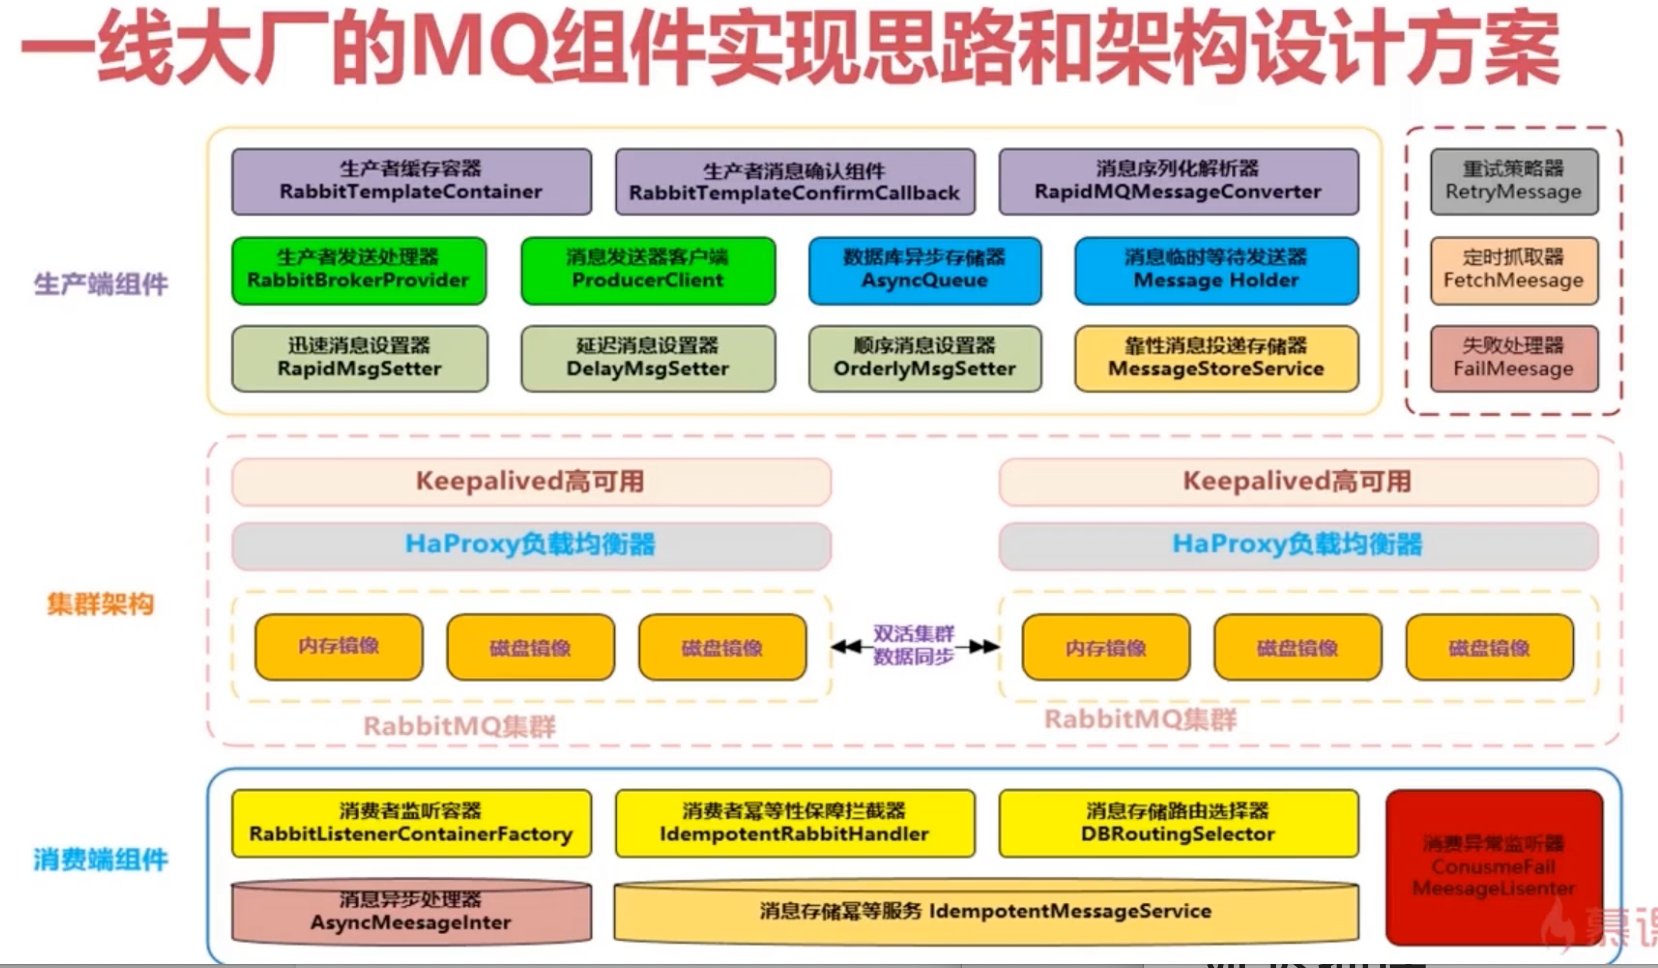 一线大厂的MQ组件实现思路和架构设计方案
生产端组件
生产者缓存容器
RabbitTemplateContainer
生产者消息确认组件
RabbitTemplateConfirmCallback
消息序列化解析器
RapidMQMessageConverter
重试策略器
RetryMessage
生产者发送处理器
RabbitBrokerProvider
消息发送器客户端
ProducerClient
数据库异步存储器
AsyncQueue
消息临时等待发送器
Message Holder
定时抓取器
FetchMeesage
迅速消息设置器
RapidMsgSetter
延迟消息设置器
DelayMsgSetter
顺序消息设置器
OrderlyMsgSetter
靠性消息投递存储器
MessageStoreService
失败处理器
FailMeesage
集群架构
Keepalived高可用
HaProxy负载均衡器
内存镜像
磁盘镜像
磁盘镜像
RabbitMQ集群
双活集群
数据同步
Keepalived高可用
HaProxy负载均衡器
内存镜像
磁盘镜像
磁盘镜像
RabbitMQ集群
消费端组件
消费者监听容器
RabbitListenerContainerFactory
消费者幂等性保障拦截器
IdempotentRabbitHandler
消息存储路由选择器
DBRoutingSelector
消费异常监听器
ConusmeFail
MeesageLisenter
消息异步处理器
AsyncMeesageInter
消息存储幂等服务 IdempotentMessageService
慕课